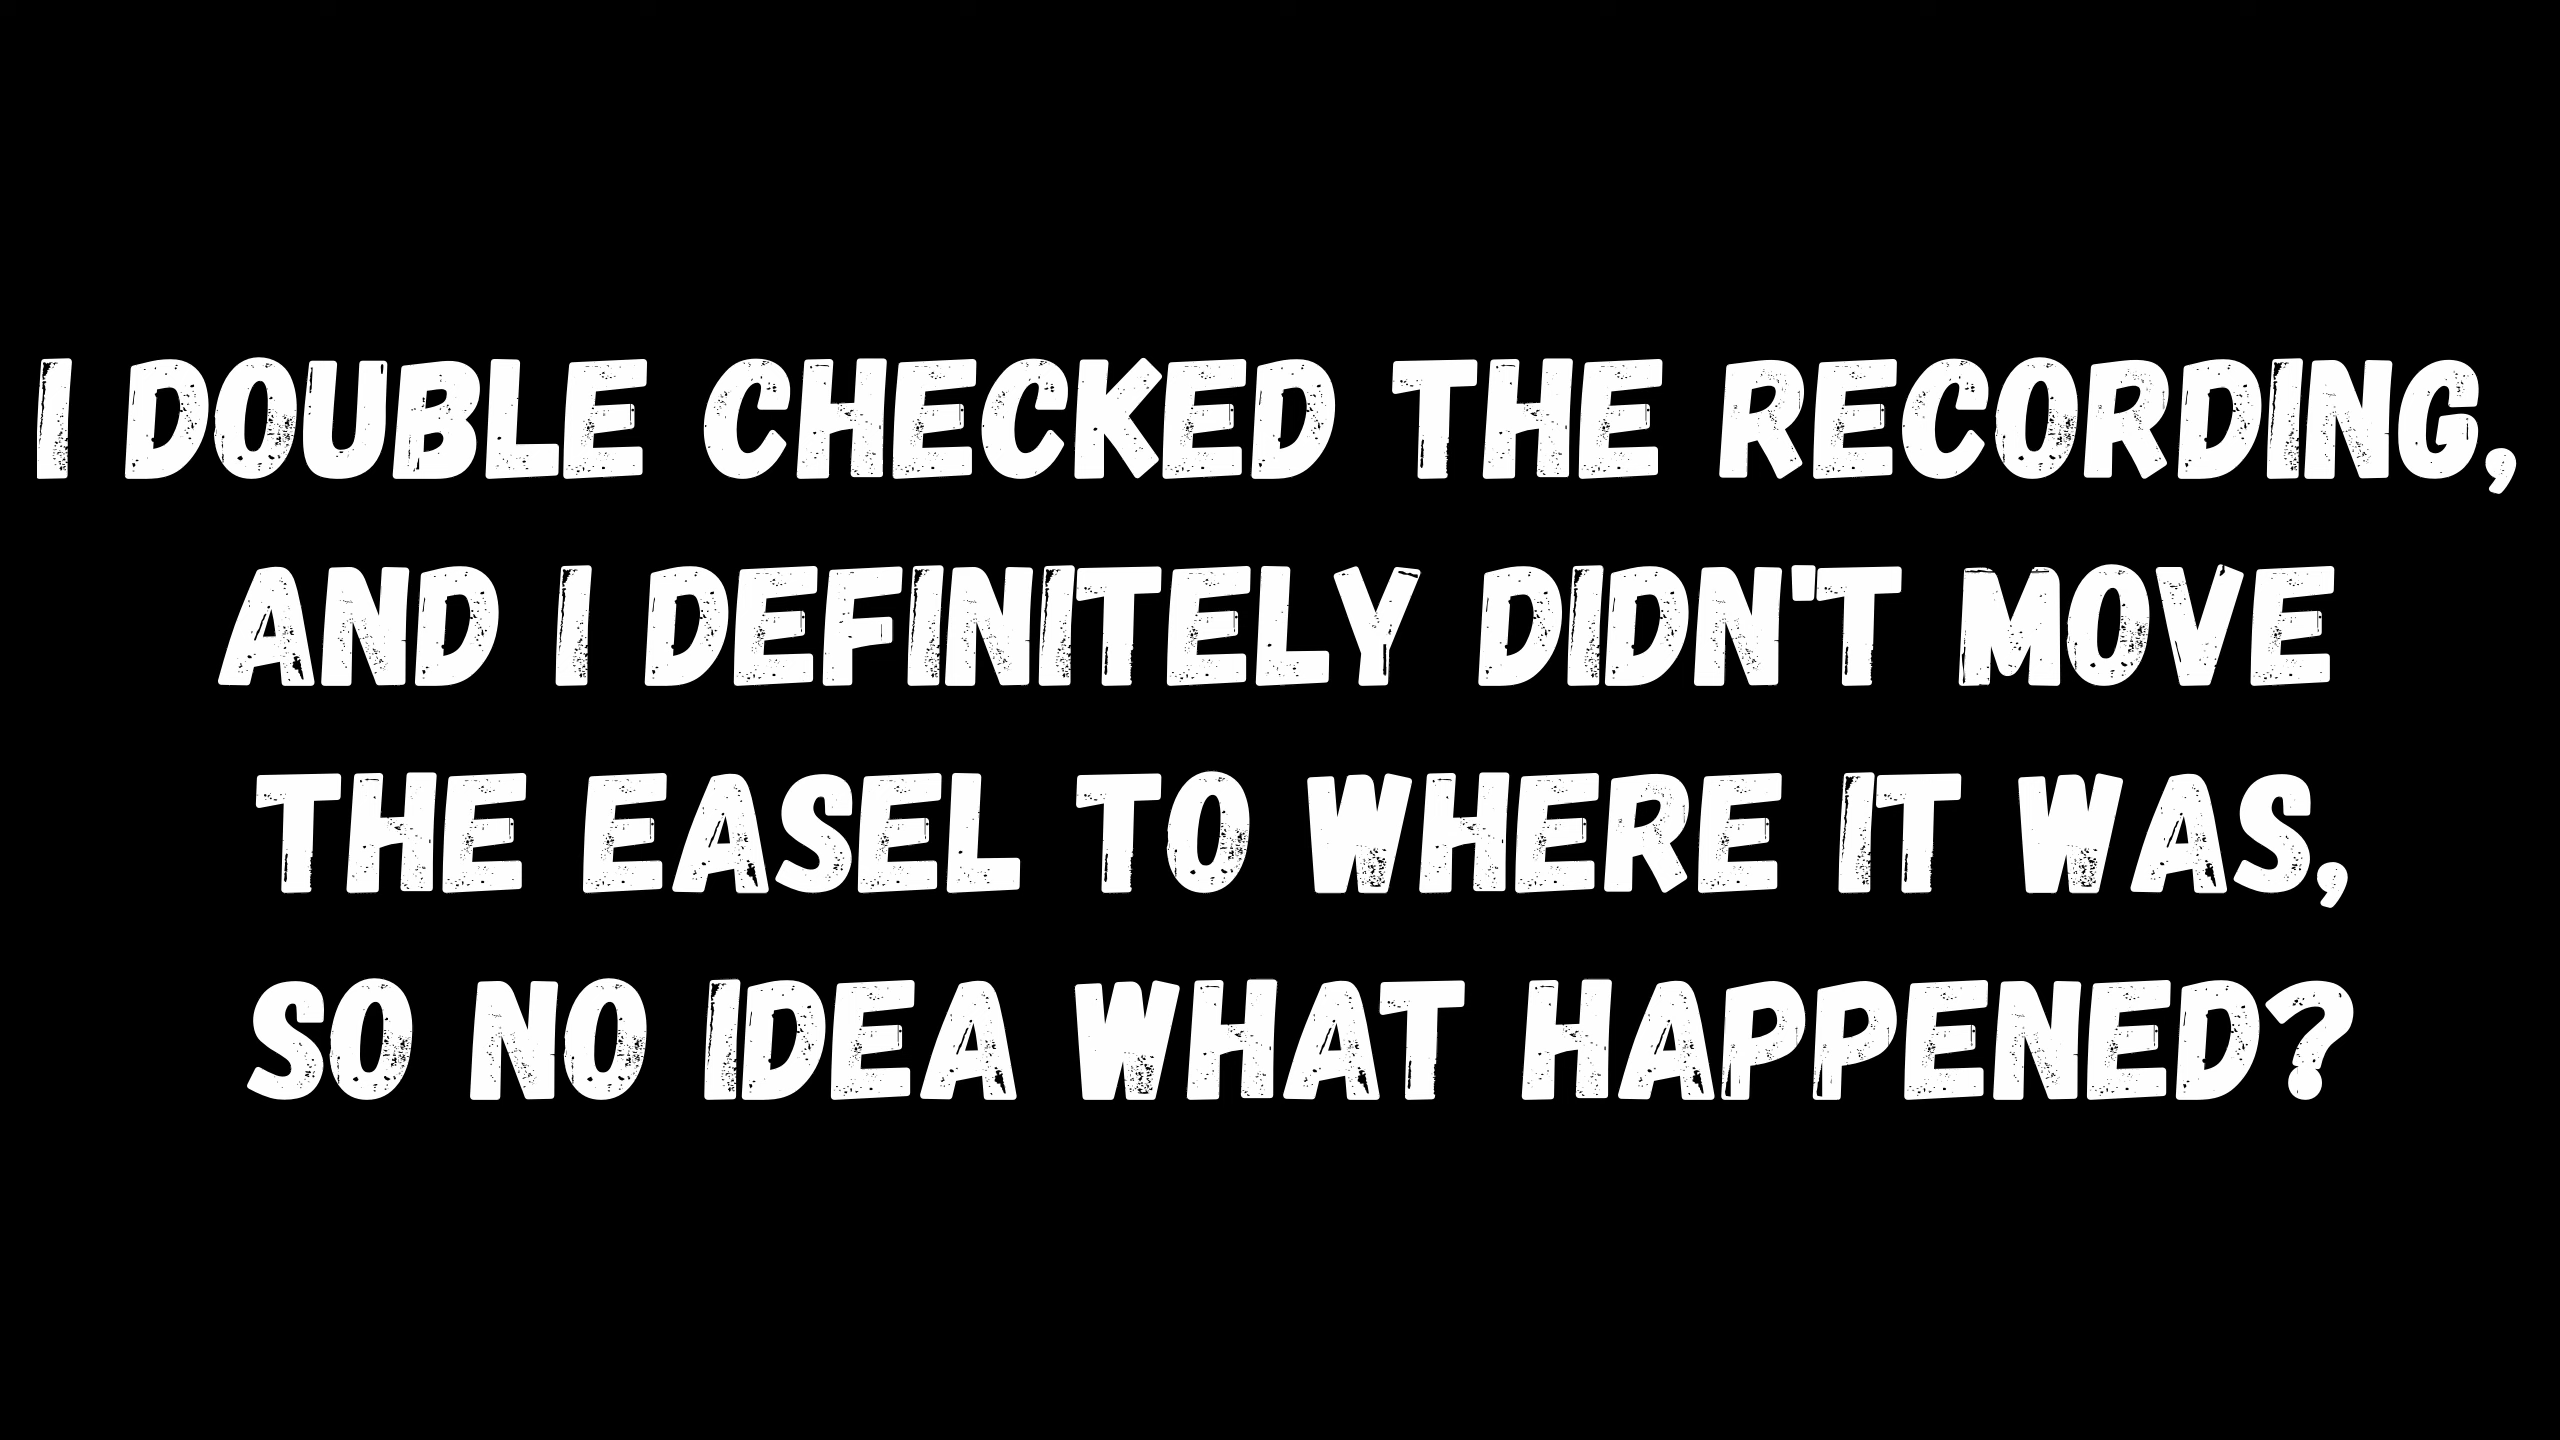 I DOUBLE CHECKED THE RECORDING,
AND I DEFINITELY DIDN'T MOVE
THE EASEL TO WHERE IT WAS,
SO NO IDEA WHAT HAPPENED?